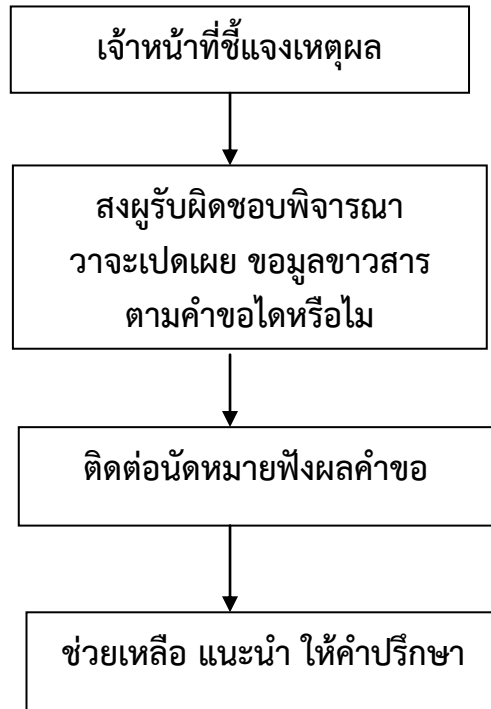 เจ้าหน้าที่ชี้แจงเหตุผล
สงผูรับผิดชอบพิจารณา
วาจะเปดเผย ขอมูลขาวสาร
ตามคำขอไดหรือไม
ติดต่อนัดหมายฟังผลคำขอ
ช่วยเหลือ แนะนำ ให้คำปรึกษา